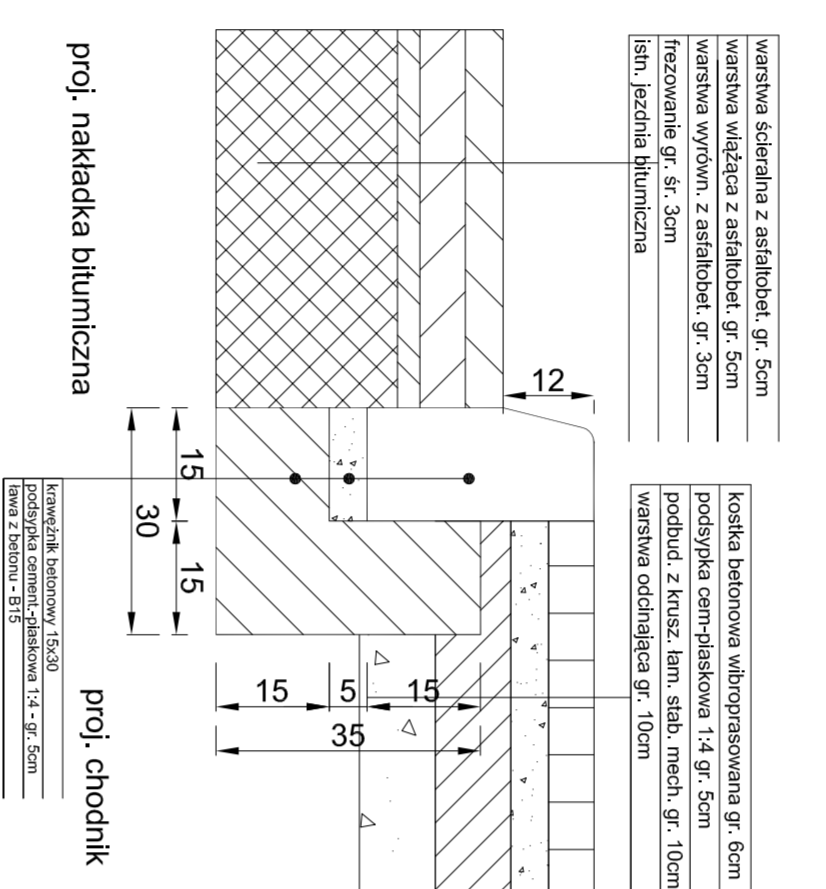 warstwa ścieralna z asfaltobet. gr. 5cm
warstwa wiążąca z asfaltobet. gr. 5cm
warstwa wyrówn. z asfaltobet. gr. 3cm
frezowanie gr. śr. 3cm
istn. jezdnia bitumiczna
kostka betonowa wibroprasowana gr. 6cm
podsypka cem-piaskowa 1:4 gr. 5cm
podbud. z krusz. łam. stab. mech. gr. 10cm
warstwa odcinająca gr. 10cm
12
15
15
30
15
5
15
35
proj. nakładka bitumiczna
proj. chodnik
krawężnik betonowy 15x30
podsypka cement.-piaskowa 1:4 - gr. 5cm
ława z betonu - B15